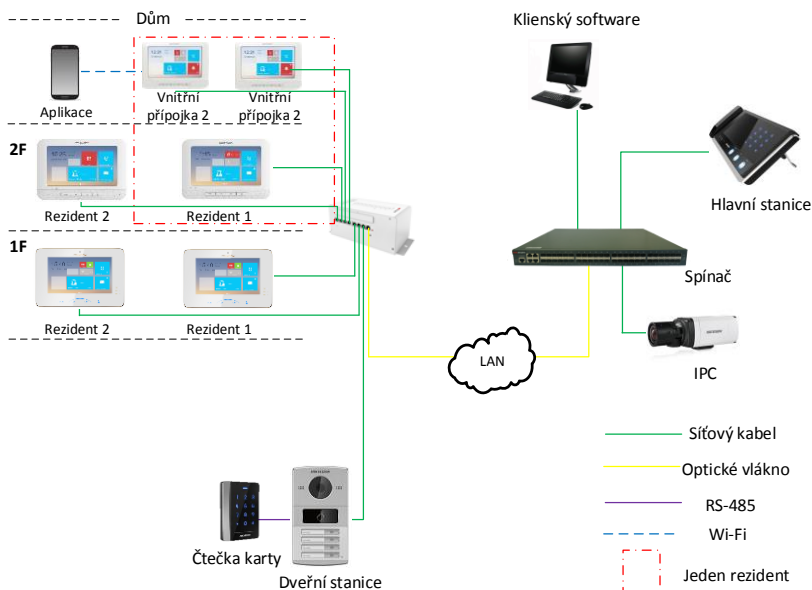 Dům
Klienský software
Aplikace
Vnitřní
přípojka 2
Vnitřní
přípojka 2
2F
Rezident 2
Rezident 1
Hlavní stanice
1F
Spínač
Rezident 2
Rezident 1
LAN
IPC
Síťový kabel
Optické vlákno
RS-485
Wi-Fi
Čtečka karty
Dveřní stanice
Jeden rezident